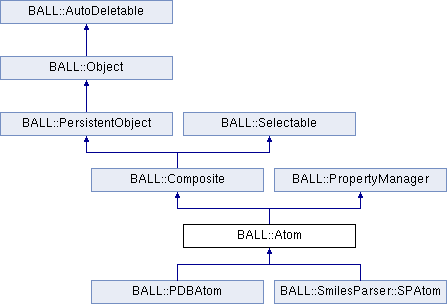 BALL::AutoDeletable
BALL::Object
BALL::PersistentObject
BALL::Selectable
BALL::Composite
BALL::PropertyManager
BALL::Atom
BALL::PDBAtom
BALL::SmilesParser::SPAtom